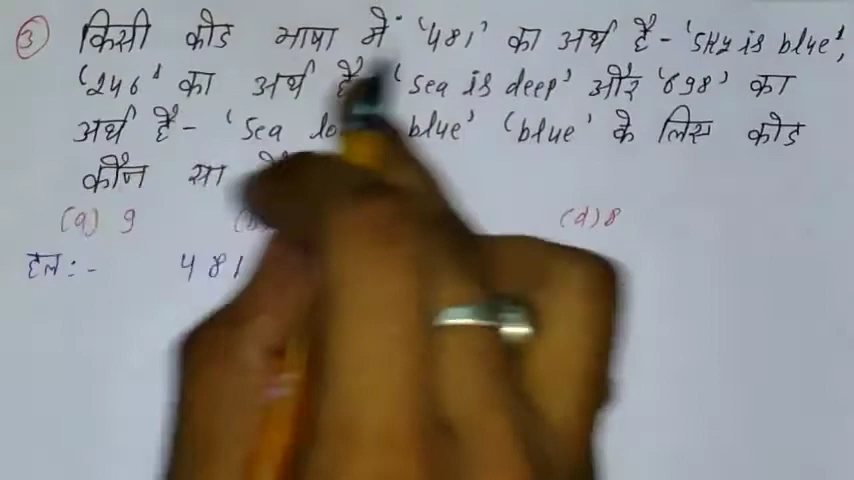 ③ किसी कोड भाषा में '481' का अर्थ है - 'Sky is blue',
'246' का अर्थ है 'Sea is deep' और '698' का
अर्थ है - 'Sea blue' 'blue' के लिए कोड
कौन सा
(a) 9 (d) 8
हल :- 481